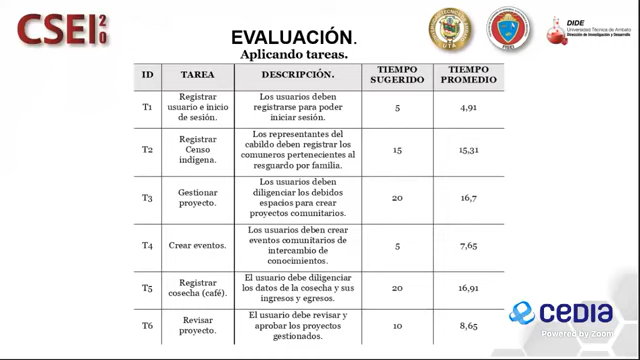 CSEI 20
EVALUACIÓN.
Aplicando tareas.
DIDE
Universidad Técnica de Ambato
Dirección de Investigación y Desarrollo
UTA
ID
TAREA
DESCRIPCIÓN.
TIEMPO
SUGERIDO
TIEMPO
PROMEDIO
T1
Registrar
usuario e inicio
de sesión.
Los usuarios deben
registrarse para poder
iniciar sesión.
5
4,91
T2
Registrar
Censo
indígena.
Los representantes del
cabildo deben registrar los
comuneros pertenecientes al
resguardo por familia.
15
15,31
T3
Gestionar
proyecto.
Los usuarios deben
diligenciar los debidos
espacios para crear
proyectos comunitarios.
20
16,7
T4
Crear eventos.
Los usuarios deben crear
eventos comunitarios de
intercambio de
conocimientos.
5
7,65
T5
Registrar
cosecha (café).
El usuario debe diligenciar
los datos de la cosecha y sus
ingresos y egresos.
20
16,91
T6
Revisar
proyecto.
El usuario debe revisar y
aprobar los proyectos
gestionados.
10
8,65
CEDIA
Powered by Zoom